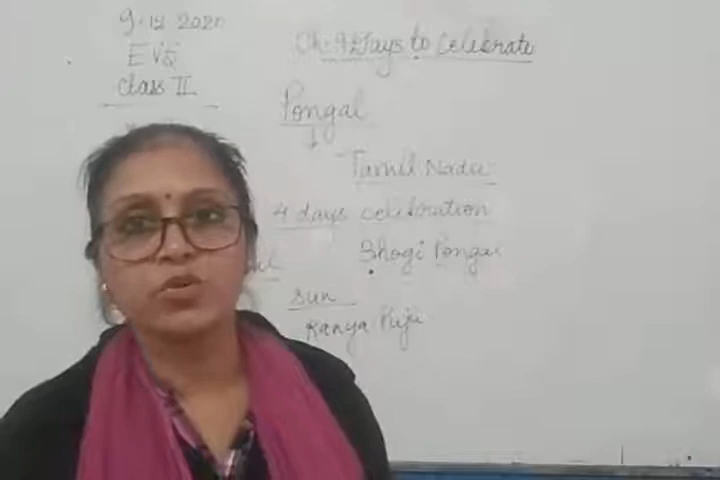 9-12-2020
EVS
Class II
Ch-9 Days to Celebrate
Pongal
Tamil Nadu
4 days celebration
Bhogi Pongal
sun
Kanya Puju